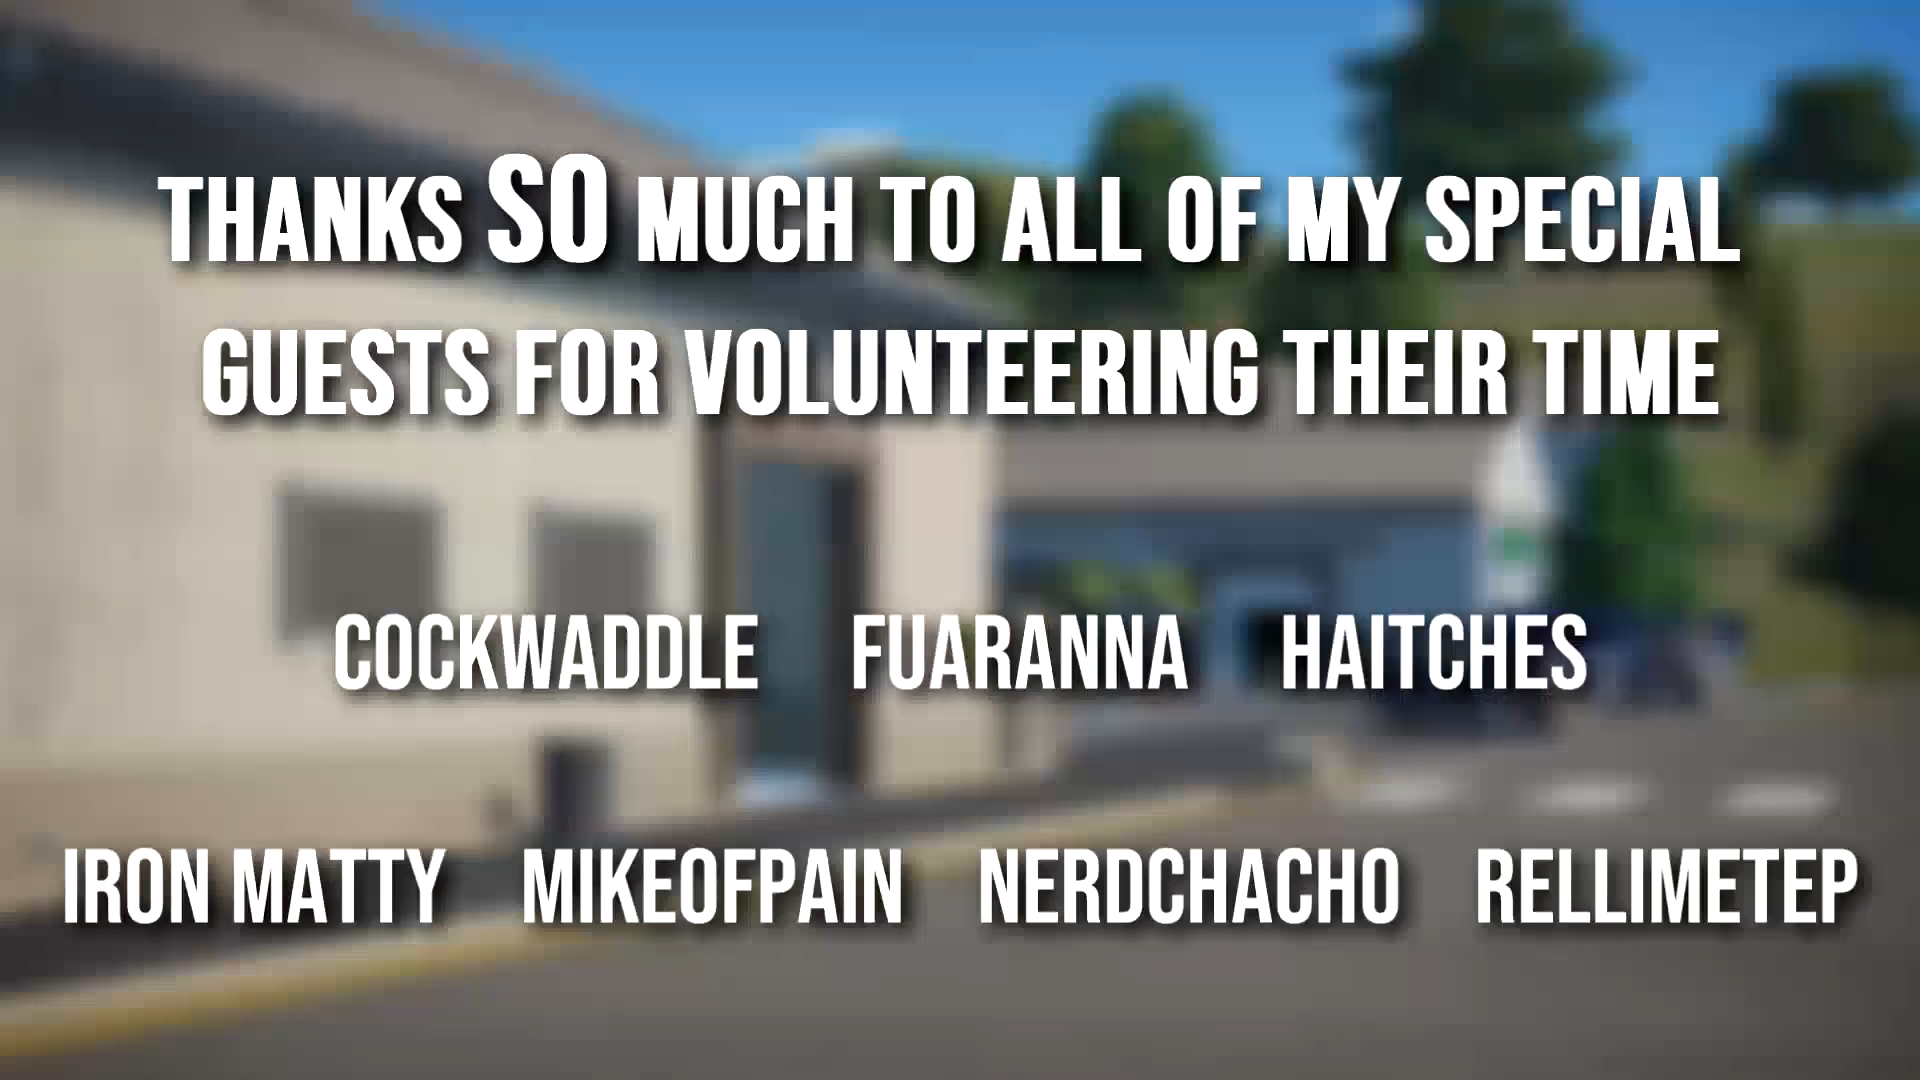 THANKS SO MUCH TO ALL OF MY SPECIAL
GUESTS FOR VOLUNTEERING THEIR TIME
COCKWADDLE FUARANNA HAITCHES
IRON MATTY MIKEOFPAIN NERDCHACHO RELLIMETEP